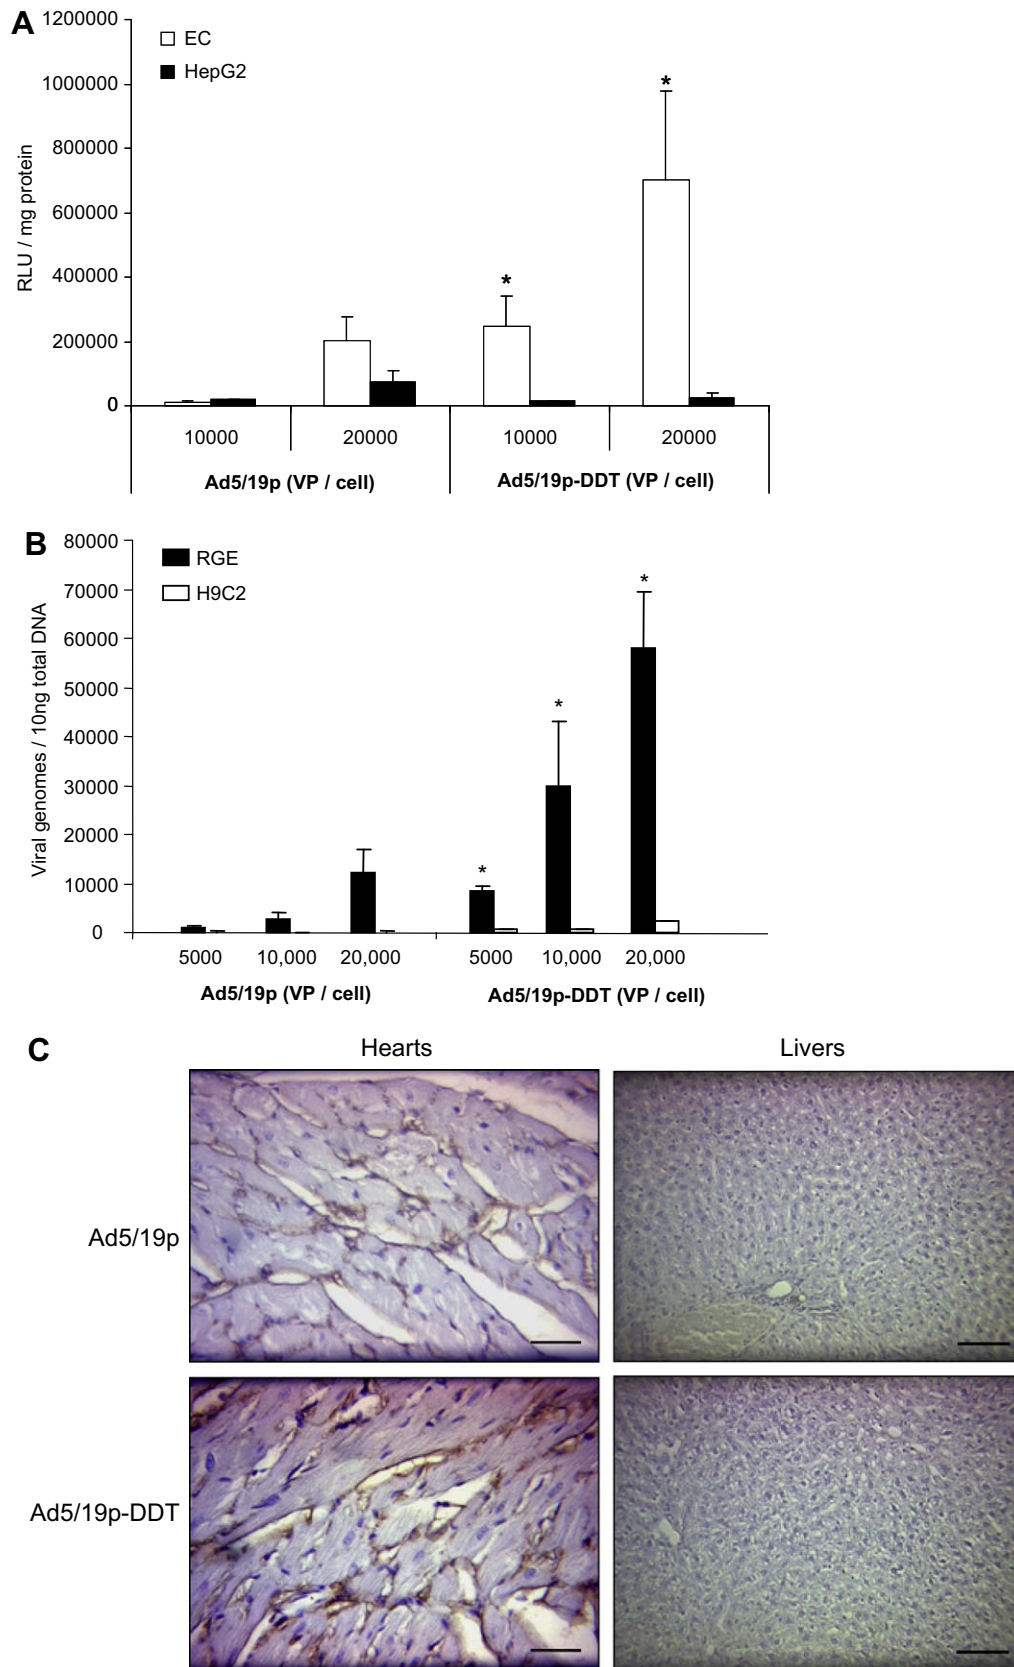 A
1200000
1000000
800000
600000
400000
200000
0
RLU / mg protein
EC
HepG2
*
*
10000
20000
10000
20000
Ad5/19p (VP / cell)
Ad5/19p-DDT (VP / cell)
B
80000
70000
60000
50000
40000
30000
20000
10000
0
Viral genomes / 10ng total DNA
RGE
H9C2
*
*
*
5000 10,000 20,000
5000 10,000 20,000
Ad5/19p (VP / cell)
Ad5/19p-DDT (VP / cell)
C
Hearts
Livers
Ad5/19p
Ad5/19p-DDT